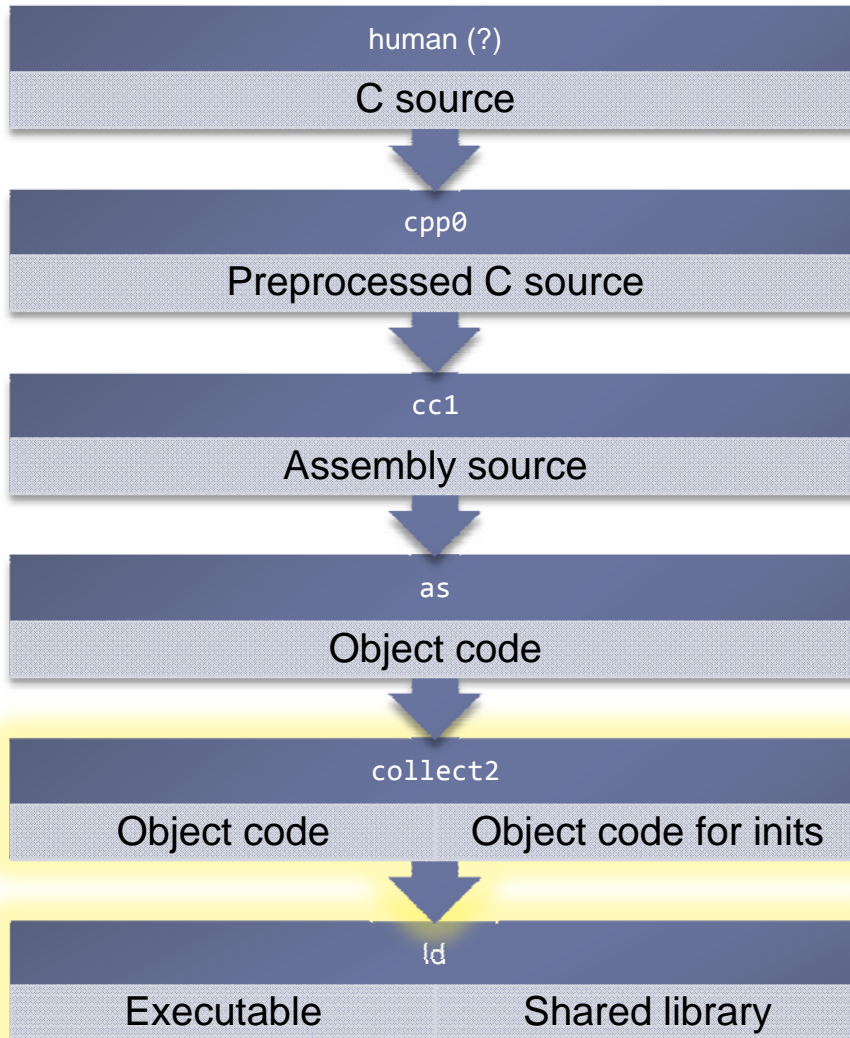 human (?)
C source
cpp0
Preprocessed C source
cc1
Assembly source
as
Object code
collect2
Object code Object code for inits
ld
Executable Shared library